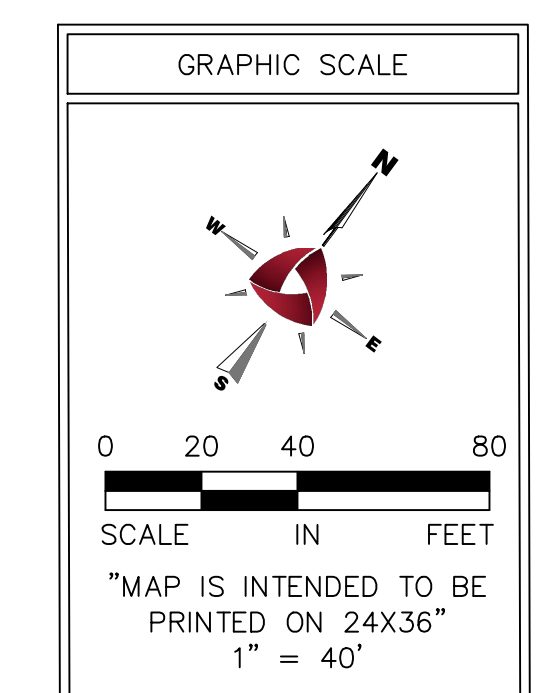 GRAPHIC SCALE
N
W
E
S
0 20 40 80
SCALE IN FEET
"MAP IS INTENDED TO BE
PRINTED ON 24X36"
1" = 40'